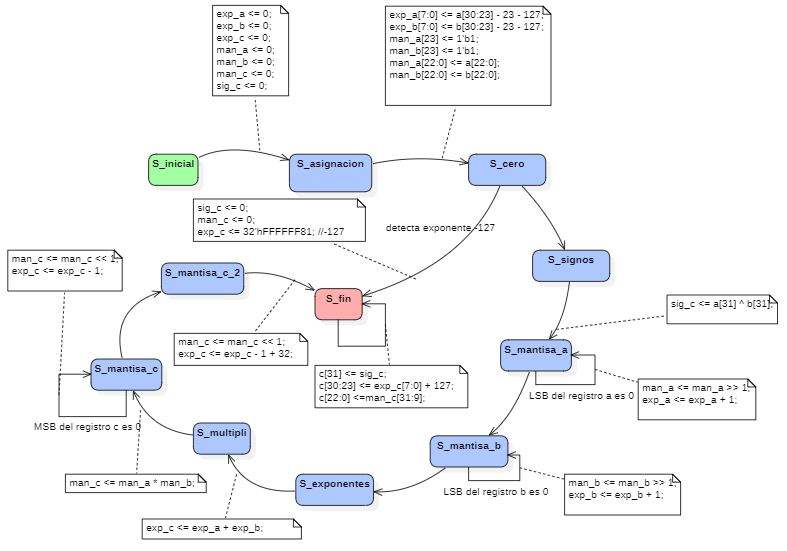 exp_a <= 0;
exp_b <= 0;
exp_c <= 0;
man_a <= 0;
man_b <= 0;
man_c <= 0;
sig_c <= 0;
exp_a[7:0] <= a[30:23] - 23 - 127;
exp_b[7:0] <= b[30:23] - 23 - 127;
man_a[23] <= 1'b1;
man_b[23] <= 1'b1;
man_a[22:0] <= a[22:0];
man_b[22:0] <= b[22:0];
S_inicial
S_asignacion
S_cero
sig_c <= 0;
man_c <= 0;
exp_c <= 32'hFFFFFF81; //-127
detecta exponente -127
S_signos
man_c <= man_c << 1;
exp_c <= exp_c - 1;
S_mantisa_c_2
S_fin
sig_c <= a[31] ^ b[31];
man_c <= man_c << 1;
exp_c <= exp_c - 1 + 32;
S_mantisa_a
S_mantisa_c
c[31] <= sig_c;
c[30:23] <= exp_c[7:0] + 127;
c[22:0] <=man_c[31:9];
man_a <= man_a >> 1;
exp_a <= exp_a + 1;
LSB del registro a es 0
MSB del registro c es 0
S_multipli
S_mantisa_b
man_c <= man_a * man_b;
S_exponentes
LSB del registro b es 0
man_b <= man_b >> 1;
exp_b <= exp_b + 1;
exp_c <= exp_a + exp_b;